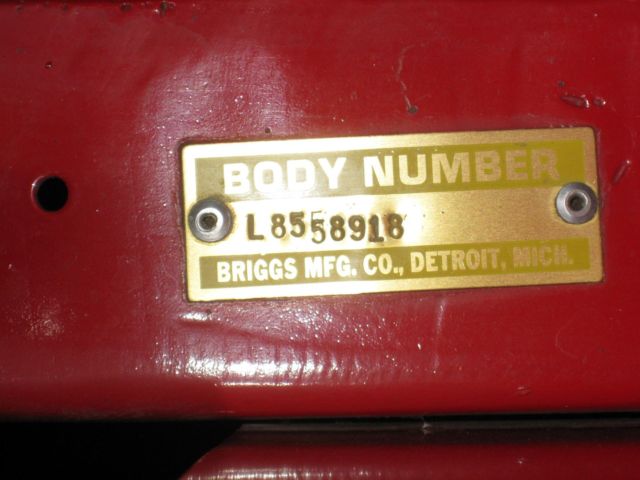 BODY NUMBER
L8558918
BRIGGS MFG. CO., DETROIT, MICH.